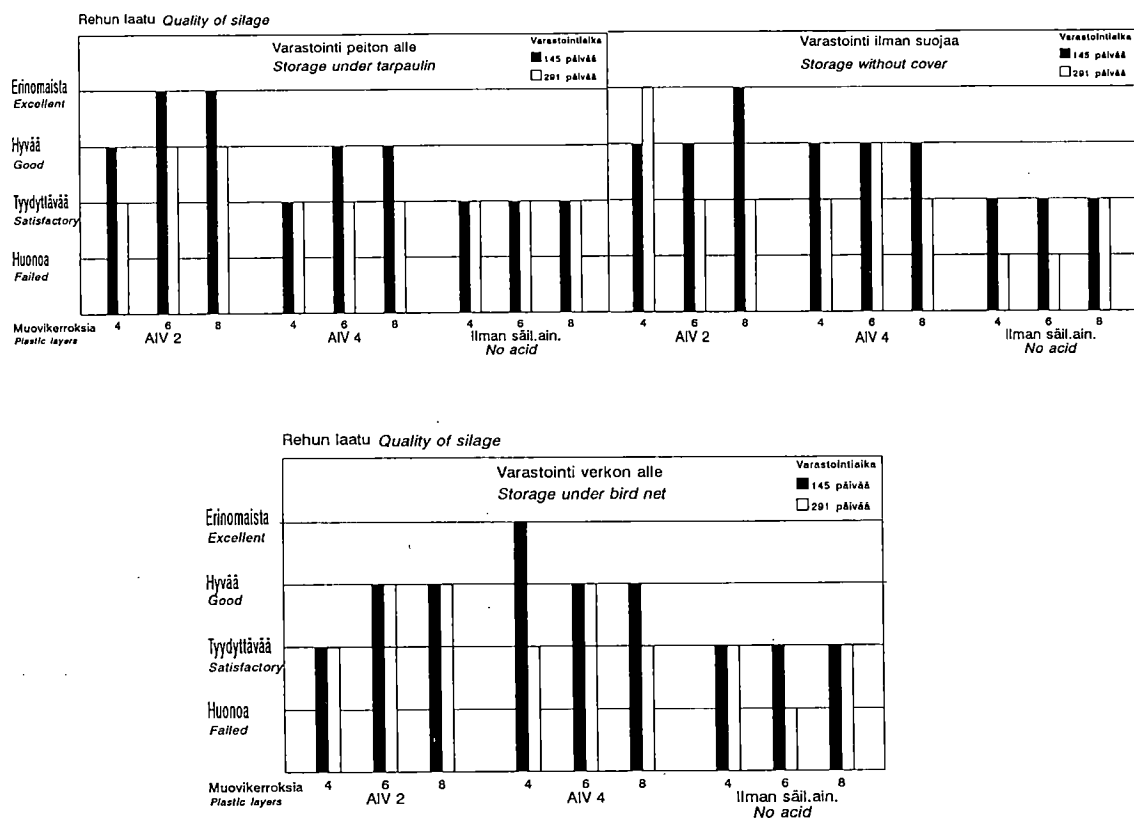 Rehun laatu Quality of silage
Varastointi peiton alle
Storage under tarpaulin
Varastointiaika
145 päivää
291 päivää
Erinomaista
Excellent
Hyvää
Good
Tyydyttävää
Satisfactory
Huonoa
Failed
Muovikerroksia
Plastic layers
4 6 8 4 6 8 4 6 8
AIV 2 AIV 4 Ilman säil.ain.
No acid
Varastointi ilman suojaa
Storage without cover
Varastointiaika
145 päivää
291 päivää
4 6 8 4 6 8 4 6 8
AIV 2 AIV 4 Ilman säil.ain.
No acid
Rehun laatu Quality of silage
Varastointi verkon alle
Storage under bird net
Varastointiaika
145 päivää
291 päivää
Erinomaista
Excellent
Hyvää
Good
Tyydyttävää
Satisfactory
Huonoa
Failed
Muovikerroksia
Plastic layers
4 6 8 4 6 8 4 6 8
AIV 2 AIV 4 Ilman säil.ain.
No acid